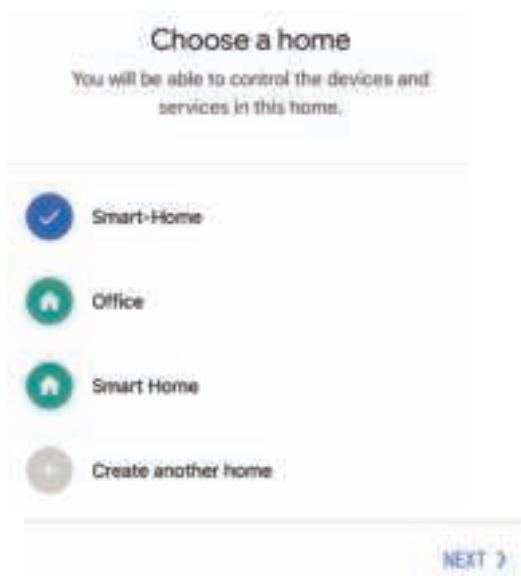 Choose a home
You will be able to control the devices and
services in this home.
Smart-Home
Office
Smart Home
Create another home
NEXT >